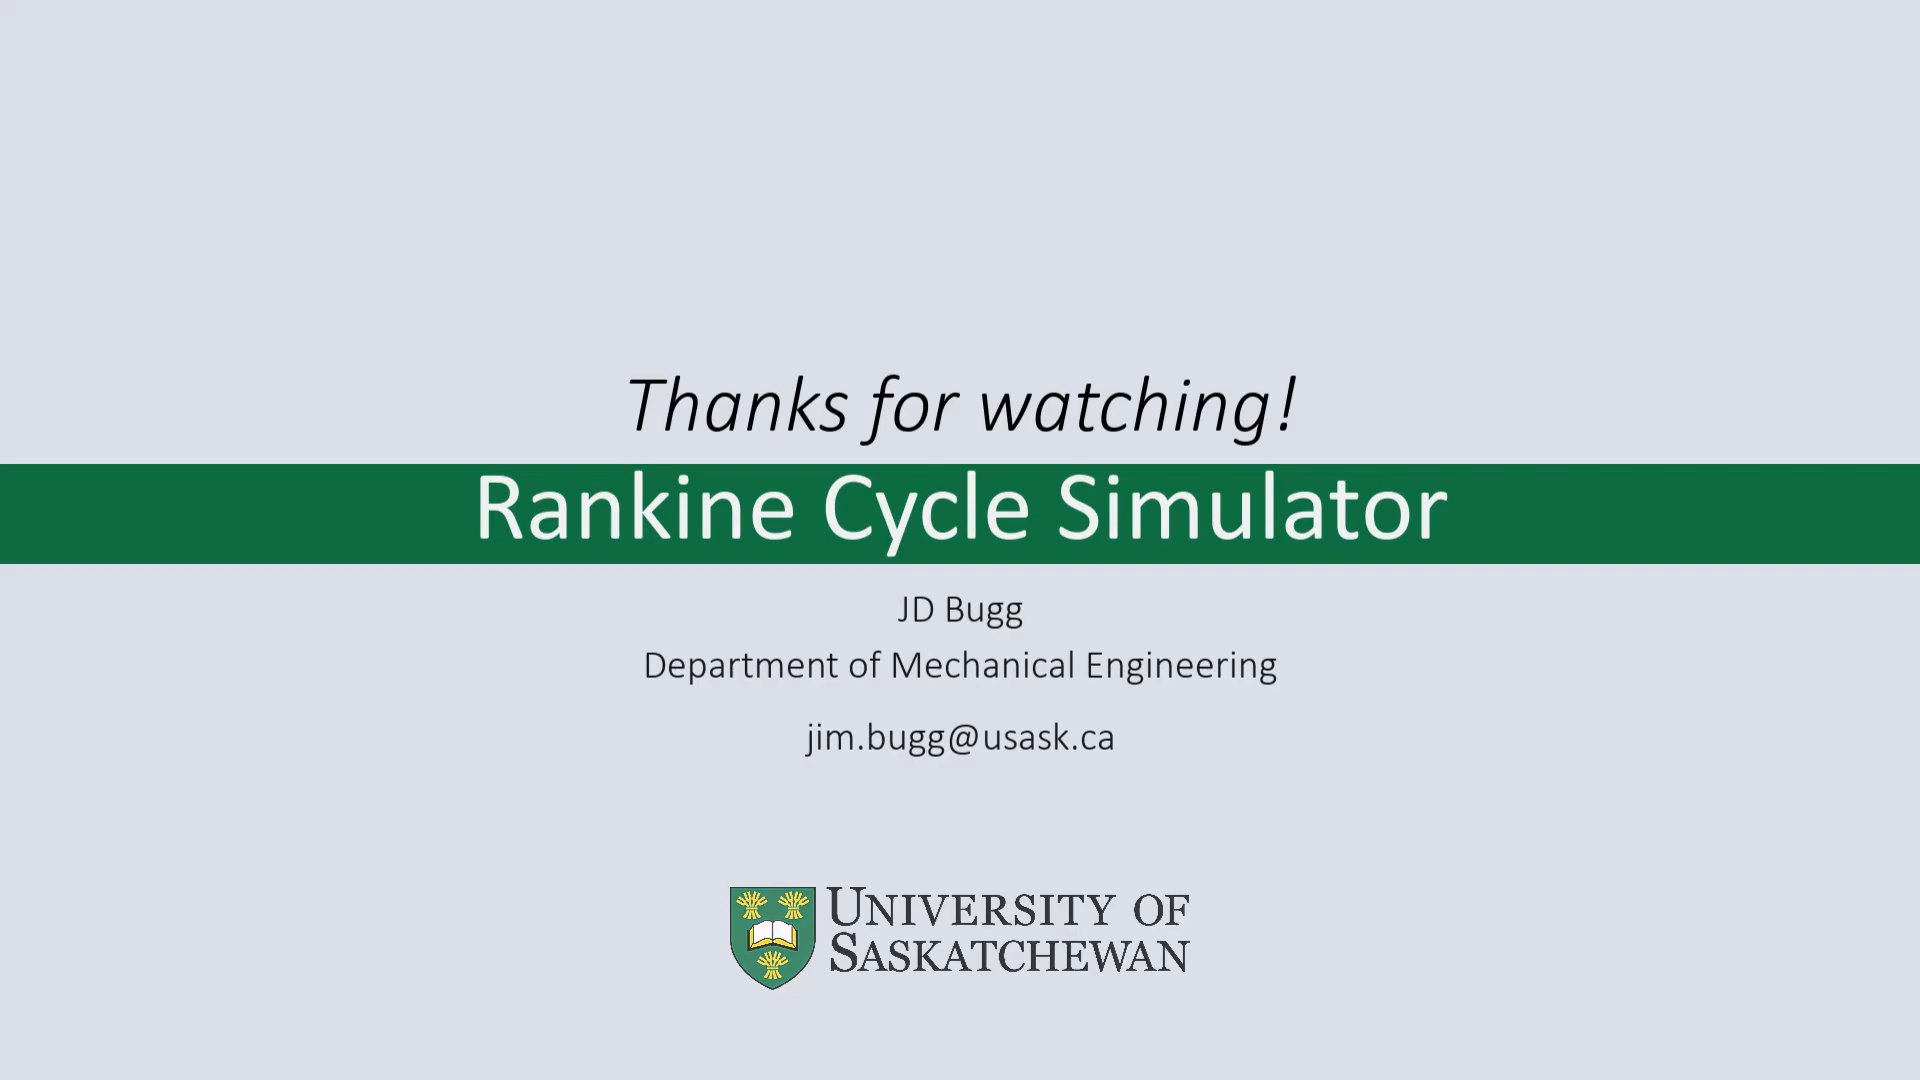 Thanks for watching!
Rankine Cycle Simulator
JD Bugg
Department of Mechanical Engineering
jim.bugg@usask.ca
UNIVERSITY OF
SASKATCHEWAN